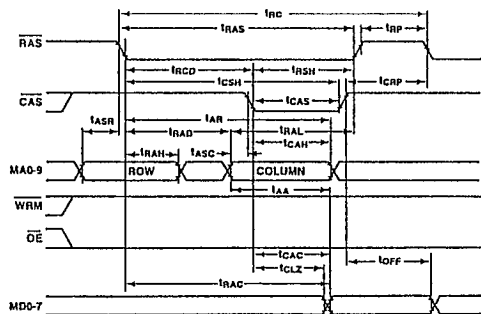 tRC
tRAS
tRP
RAS
tRCD
tRSH
tCSH
tCRP
CAS
tCAS
tASR
tAR
tRAD
tRAL
tCAH
tRAH
tASC
MA0-9
ROW
COLUMN
tAA
WRM
OE
tCAC
tCLZ
tOFF
tRAC
MD0-7